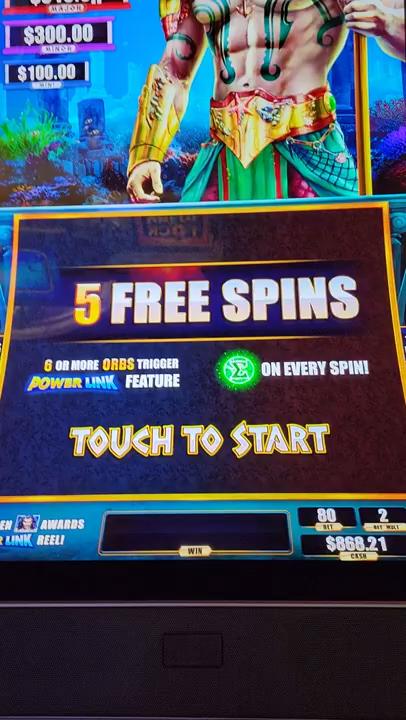 MAJOR
$300.00
MINOR
$100.00
MINI
5 FREE SPINS
6 OR MORE ORBS TRIGGER
POWER LINK FEATURE
Σ ON EVERY SPIN!
TOUCH TO START
AWARDS
LINK REEL!
WIN
80
BET
2
BET MULT
$868.21
CASH